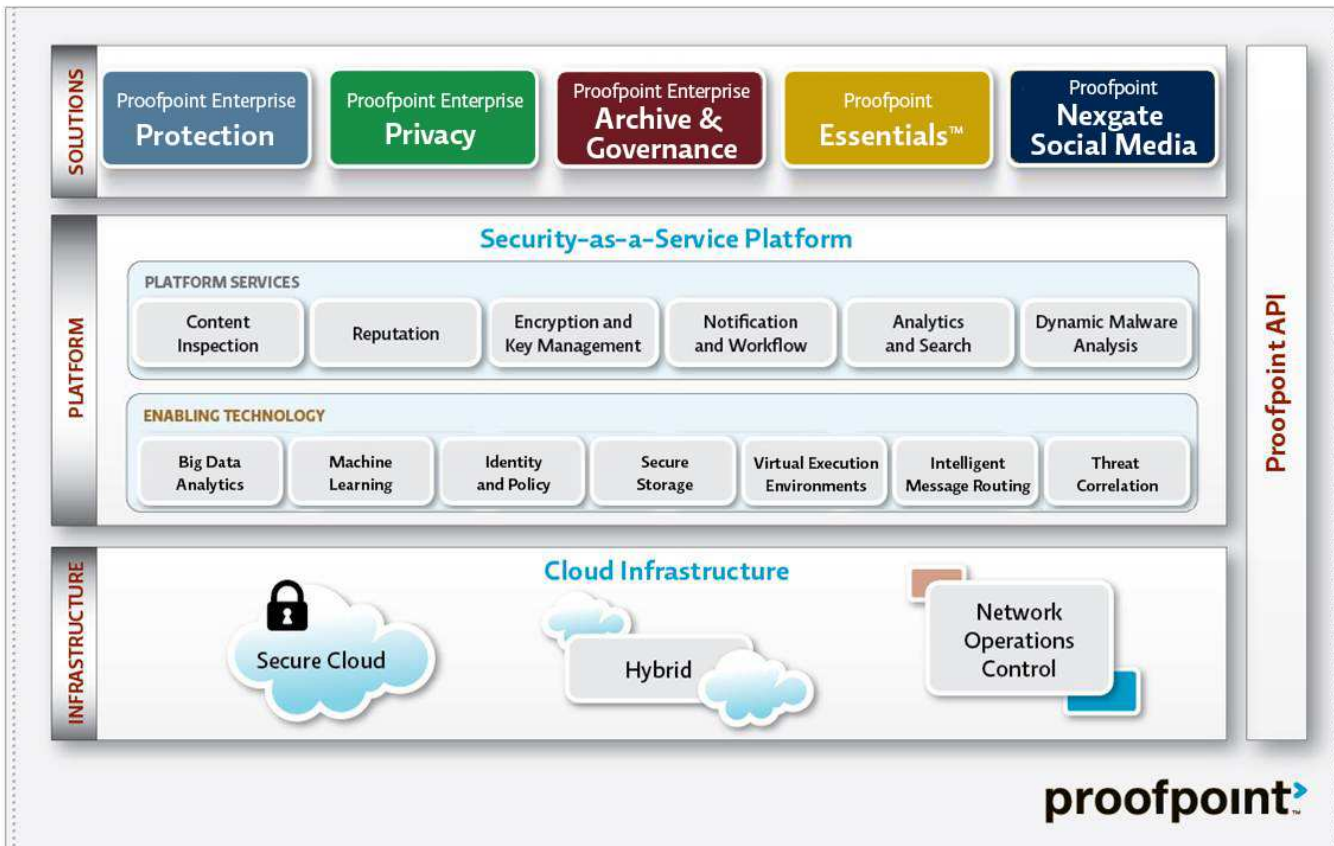 SOLUTIONS
Proofpoint Enterprise
Protection
Proofpoint Enterprise
Privacy
Proofpoint Enterprise
Archive &
Governance
Proofpoint
Essentials™
Proofpoint
Nexgate
Social Media
PLATFORM
Security-as-a-Service Platform
PLATFORM SERVICES
Content
Inspection
Reputation
Encryption and
Key Management
Notification
and Workflow
Analytics
and Search
Dynamic Malware
Analysis
ENABLING TECHNOLOGY
Big Data
Analytics
Machine
Learning
Identity
and Policy
Secure
Storage
Virtual Execution
Environments
Intelligent
Message Routing
Threat
Correlation
INFRASTRUCTURE
Cloud Infrastructure
Secure Cloud
Hybrid
Network
Operations
Control
Proofpoint API
proofpoint™